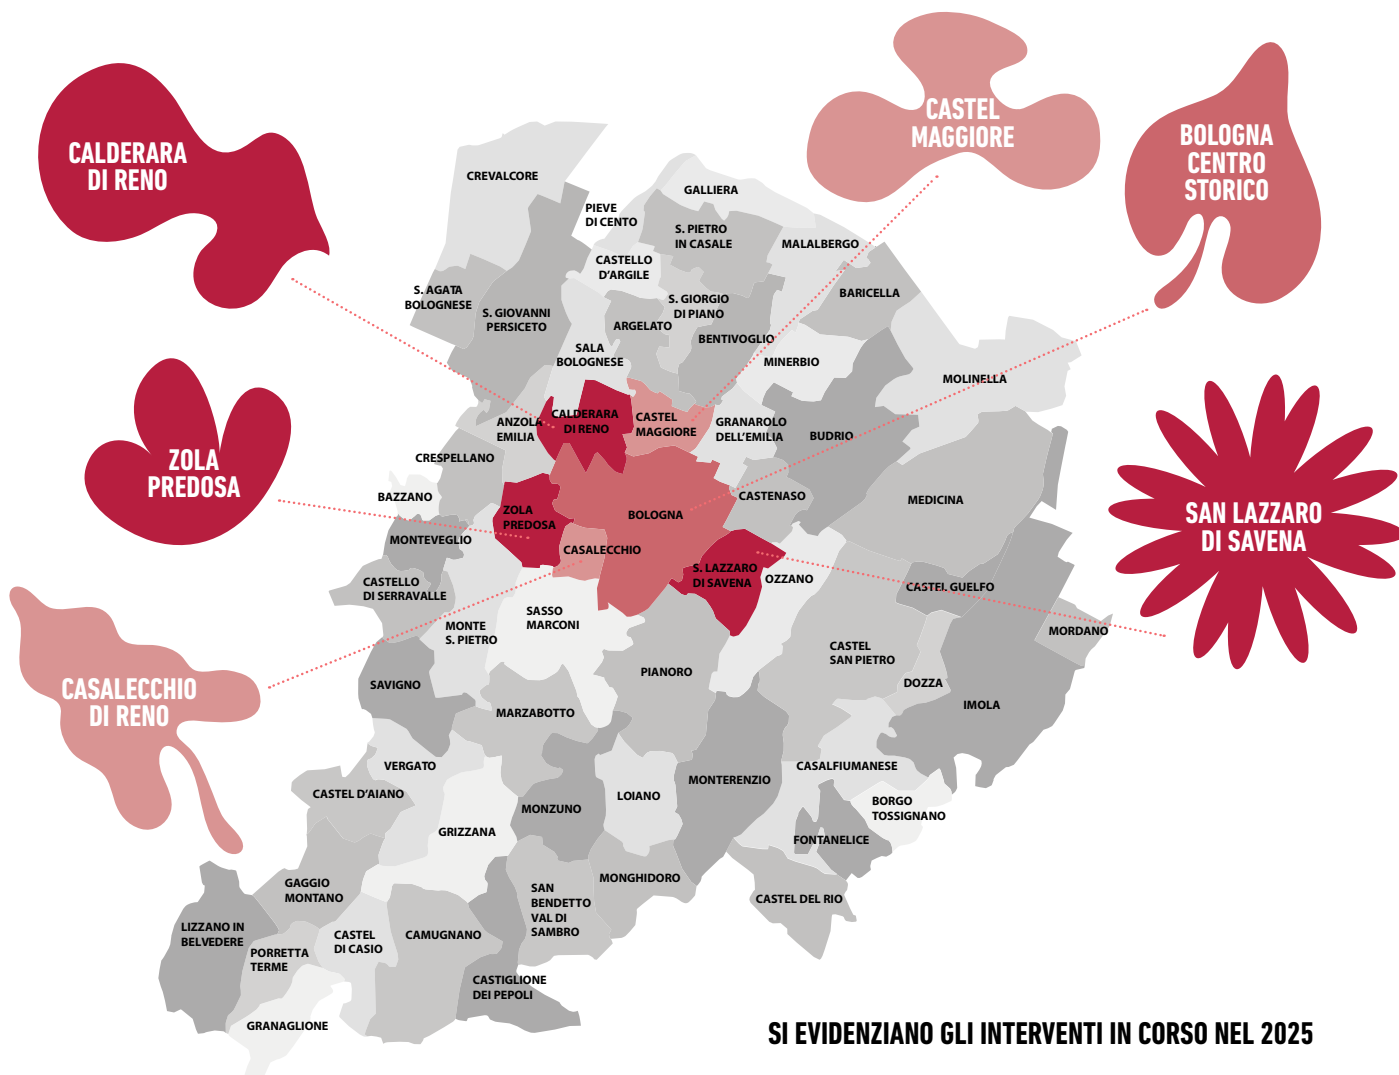 CASTEL
MAGGIORE
BOLOGNA
CENTRO
STORICO
CALDERARA
DI RENO
ZOLA
PREDOSA
SAN LAZZARO
DI SAVENA
CASALECCHIO
DI RENO
CREVALCORE
GALLIERA
PIEVE
DI CENTO
S. PIETRO
IN CASALE
MALALBERGO
CASTELLO
D'ARGILE
S. AGATA
BOLOGNESE
S. GIOVANNI
PERSICETO
S. GIORGIO
DI PIANO
BARICELLA
ARGELATO
BENTIVOGLIO
SALA
BOLOGNESE
MINERBIO
MOLINELLA
ANZOLA
EMILIA
CALDERARA
DI RENO
CASTEL
MAGGIORE
GRANAROLO
DELL'EMILIA
BUDRIO
CRESPELLANO
BAZZANO
CASTENASO
MEDICINA
ZOLA
PREDOSA
BOLOGNA
MONTEVEGLIO
CASALECCHIO
S. LAZZARO
DI SAVENA
OZZANO
CASTELLO
DI SERRAVALLE
CASTEL GUELFO
SASSO
MARCONI
MONTE
S. PIETRO
MORDANO
CASTEL
SAN PIETRO
PIANORO
SAVIGNO
DOZZA
IMOLA
MARZABOTTO
VERGATO
CASALFIUMANESE
MONTERENZIO
CASTEL D'AIANO
LOIANO
MONZUNO
BORGO
TOSSIGNANO
GRIZZANA
FONTANELICE
GAGGIO
MONTANO
SAN
BENDETTO
VAL DI
SAMBRO
MONGHIDORO
CASTEL DEL RIO
LIZZANO IN
BELVEDERE
PORRETTA
TERME
CASTEL
DI CASIO
CAMUGNANO
CASTIGLIONE
DEI PEPOLI
GRANAGLIONE
SI EVIDENZIANO GLI INTERVENTI IN CORSO NEL 2025